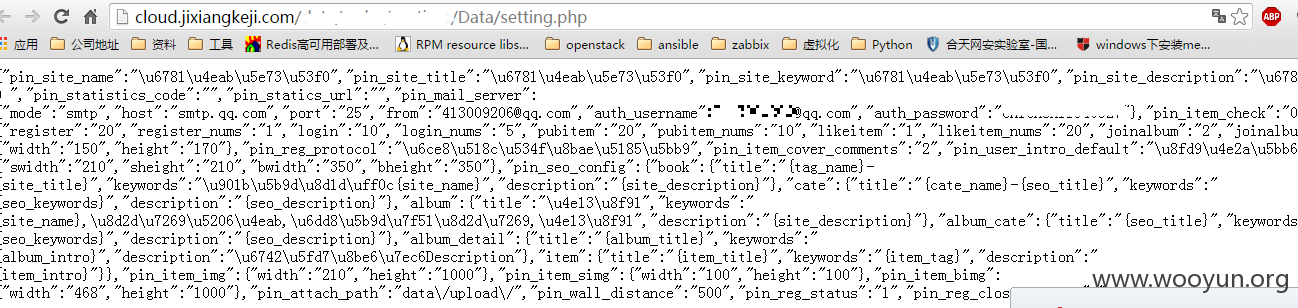 cloud.jixiangkeji.com/ /Data/setting.php
应用 公司地址 资料 工具 Redis高可用部署及... RPM resource libs... openstack ansible zabbix 虚拟化 Python 合天网安实验室-国... windows下安装me...
{"pin_site_name":"\u6781\u4eab\u5e73\u53f0","pin_site_title":"\u6781\u4eab\u5e73\u53f0","pin_site_keyword":"\u6781\u4eab\u5e73\u53f0","pin_site_description":"\u678
","pin_statistics_code":"","pin_statics_url":"","pin_mail_server":
"mode":"smtp","host":"smtp.qq.com","port":"25","from":"413009206@qq.com","auth_username": @qq.com","auth_password": },"pin_item_check":"0
"register":"20","register_nums":"1","login":"10","login_nums":"5","pubitem":"20","pubitem_nums":"10","likeitem":"1","likeitem_nums":"20","joinalbum":"2","joinalbu
"width":"150","height":"170"},"pin_reg_protocol":"\u6ce8\u518c\u534f\u8bae\u5185\u5bb9","pin_item_cover_comments":"2","pin_user_intro_default":"\u8fd9\u4e2a\u5bb6
"swidth":"210","sheight":"210","bwidth":"350","bheight":"350"},"pin_seo_config":{"book":{"title":"{tag_name}-
{site_title}","keywords":"\u901b\u5b9d\u8d1d\uff0c{site_name}","description":"{site_description}"},"cate":{"title":"{cate_name}-{seo_title}","keywords":"
{seo_keywords}","description":"{seo_description}"},"album":{"title":"\u4e13\u8f91","keywords":"
{site_name},\u8d2d\u7269\u5206\u4eab,\u6dd8\u5b9d\u7f51\u8d2d\u7269,\u4e13\u8f91","description":"{site_description}"},"album_cate":{"title":"{seo_title}","keywords
{seo_keywords}","description":"{seo_description}"},"album_detail":{"title":"{album_title}","keywords":"
{album_intro}","description":"\u6742\u5fd7\u8be6\u7ec6Description"},"item":{"title":"{item_title}","keywords":"{item_tag}","description":"
{item_intro}"}},"pin_item_img":{"width":"210","height":"1000"},"pin_item_simg":{"width":"100","height":"100"},"pin_item_bimg":
"width":"468","height":"1000"},"pin_attach_path":"data\/upload\/","pin_wall_distance":"500","pin_reg_status":"1","pin_reg_clos
www.wooyun.org